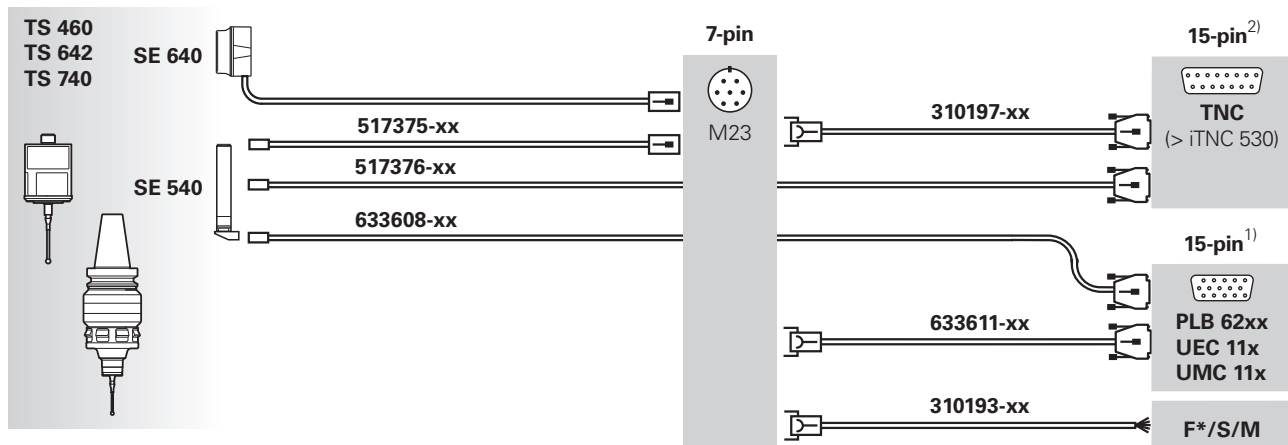 TS 460
TS 642
TS 740
SE 640
7-pin
15-pin2)
M23
310197-xx
TNC
(> iTNC 530)
517375-xx
517376-xx
SE 540
633608-xx
15-pin1)
633611-xx
PLB 62xx
UEC 11x
UMC 11x
310193-xx
F*/S/M